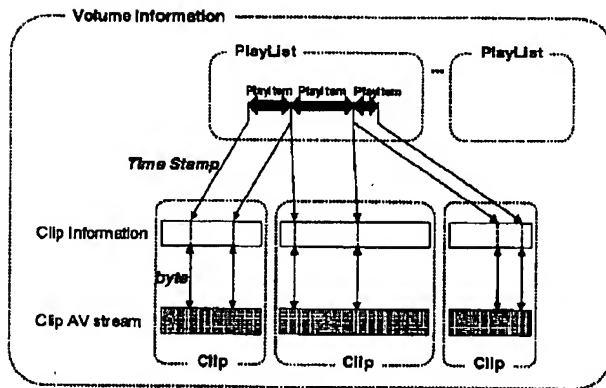 Volume Information
PlayList
PlayList
PlayItem PlayItem PlayItem
Time Stamp
Clip Information
byte
Clip AV stream
Clip
Clip
Clip